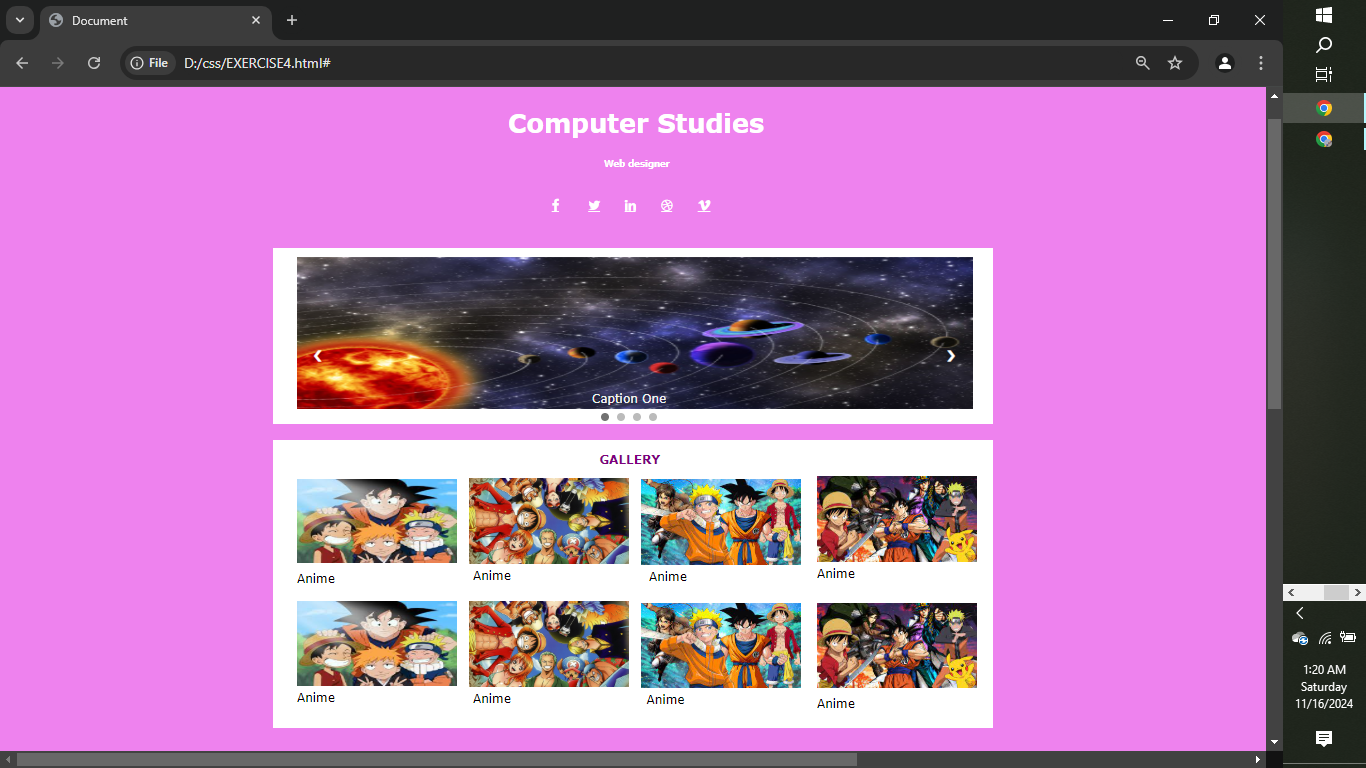 Document
File
D:/css/EXERCISE4.html#
Computer Studies
Web designer
Caption One
GALLERY
Anime
Anime
Anime
Anime
Anime
Anime
Anime
Anime
1:20 AM
Saturday
11/16/2024